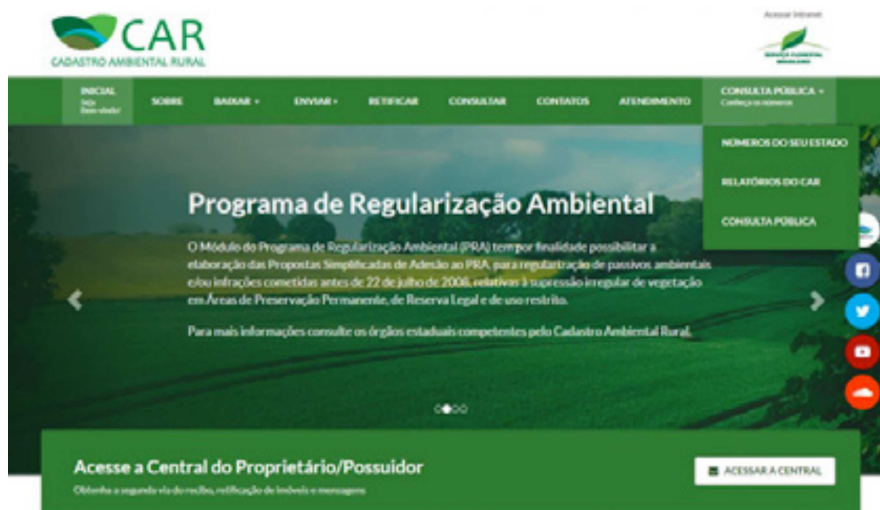 Acessar Intranet
CAR
CADASTRO AMBIENTAL RURAL
SERVIÇO FLORESTAL
BRASILEIRO
INICIAL
Seja
Bem-vindo!
SOBRE
BAIXAR
ENVIAR
RETIFICAR
CONSULTAR
CONTATOS
ATENDIMENTO
CONSULTA PÚBLICA
Conheça os números
NÚMEROS DO SEU ESTADO
RELATÓRIOS DO CAR
CONSULTA PÚBLICA
Programa de Regularização Ambiental
O Módulo do Programa de Regularização Ambiental (PRA) tem por finalidade possibilitar a
elaboração das Propostas Simplificadas de Adesão ao PRA, para regularização de passivos ambientais
e/ou infrações cometidas antes de 22 de julho de 2008, relativas à supressão irregular de vegetação
em Áreas de Preservação Permanente, de Reserva Legal e de uso restrito.
Para mais informações consulte os órgãos estaduais competentes pelo Cadastro Ambiental Rural.
Acesse a Central do Proprietário/Possuidor
Obtenha a segunda via do recibo, retificação de imóveis e mensagens
ACESSAR A CENTRAL